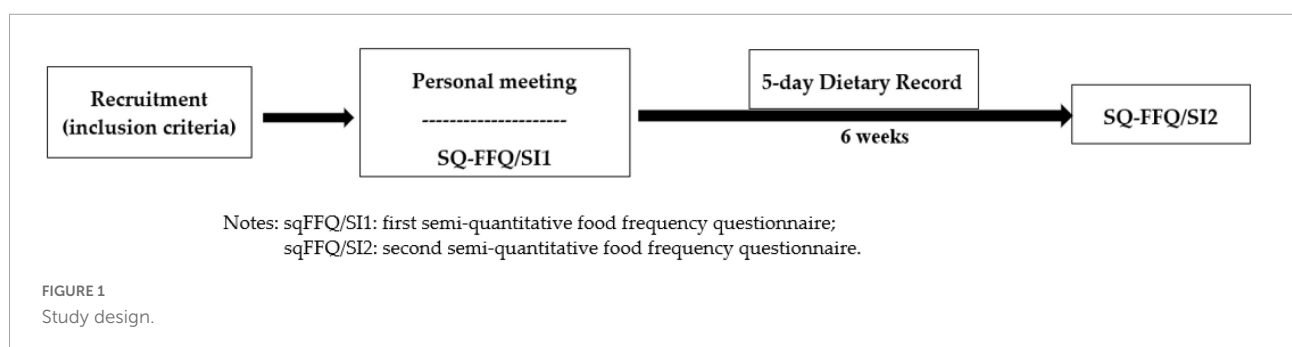 Recruitment
(inclusion criteria)
Personal meeting
---------------------
SQ-FFQ/SI1
5-day Dietary Record
6 weeks
SQ-FFQ/SI2
Notes: sqFFQ/SI1: first semi-quantitative food frequency questionnaire;
sqFFQ/SI2: second semi-quantitative food frequency questionnaire.
FIGURE 1
Study design.